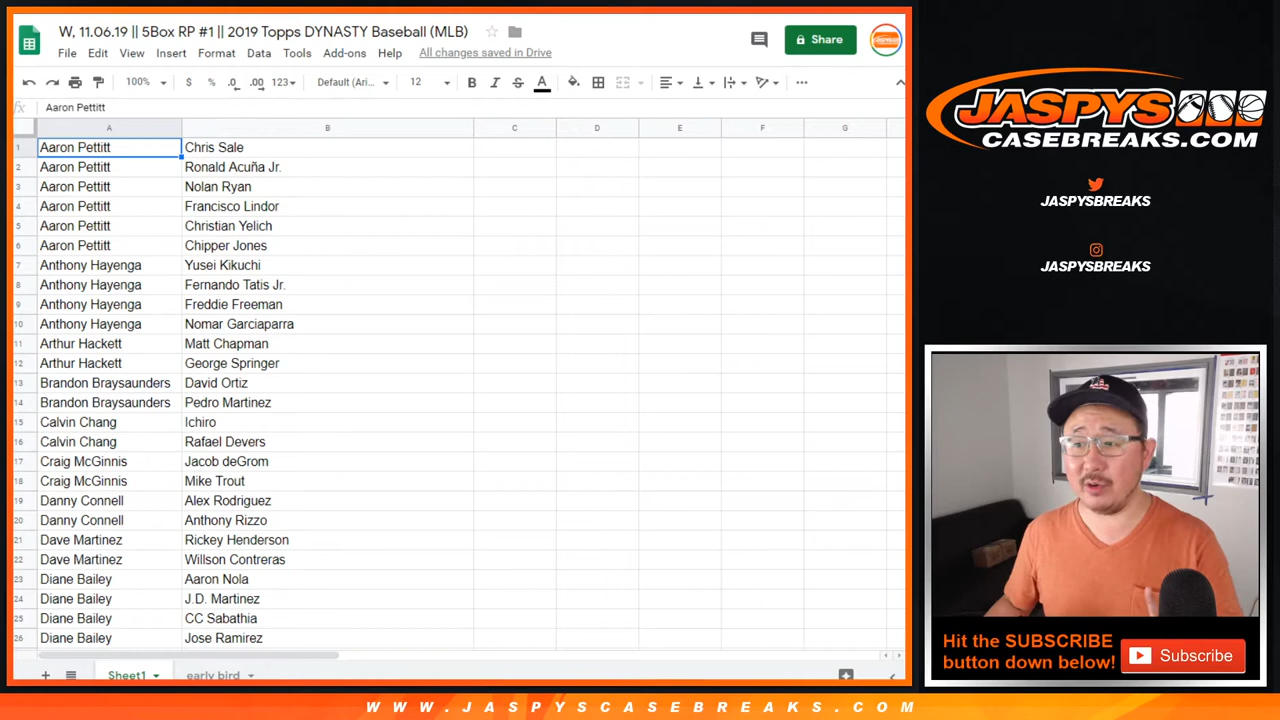 W, 11.06.19 || 5Box RP #1 || 2019 Topps DYNASTY Baseball (MLB)
File Edit View Insert Format Data Tools Add-ons Help All changes saved in Drive
Share
100% $ % .0 .00 123 Default (Ari... 12 B I S A ...
fx Aaron Pettitt
A B C D E F G
1 Aaron Pettitt Chris Sale
2 Aaron Pettitt Ronald Acuña Jr.
3 Aaron Pettitt Nolan Ryan
4 Aaron Pettitt Francisco Lindor
5 Aaron Pettitt Christian Yelich
6 Aaron Pettitt Chipper Jones
7 Anthony Hayenga Yusei Kikuchi
8 Anthony Hayenga Fernando Tatis Jr.
9 Anthony Hayenga Freddie Freeman
10 Anthony Hayenga Nomar Garciaparra
11 Arthur Hackett Matt Chapman
12 Arthur Hackett George Springer
13 Brandon Braysaunders David Ortiz
14 Brandon Braysaunders Pedro Martinez
15 Calvin Chang Ichiro
16 Calvin Chang Rafael Devers
17 Craig McGinnis Jacob deGrom
18 Craig McGinnis Mike Trout
19 Danny Connell Alex Rodriguez
20 Danny Connell Anthony Rizzo
21 Dave Martinez Rickey Henderson
22 Dave Martinez Willson Contreras
23 Diane Bailey Aaron Nola
24 Diane Bailey J.D. Martinez
25 Diane Bailey CC Sabathia
26 Diane Bailey Jose Ramirez
Sheet1 early bird
JASPYS
CASEBREAKS.COM
JASPYSBREAKS
JASPYSBREAKS
Hit the SUBSCRIBE
button down below!
Subscribe
WWW.JASPYSCASEBREAKS.COM